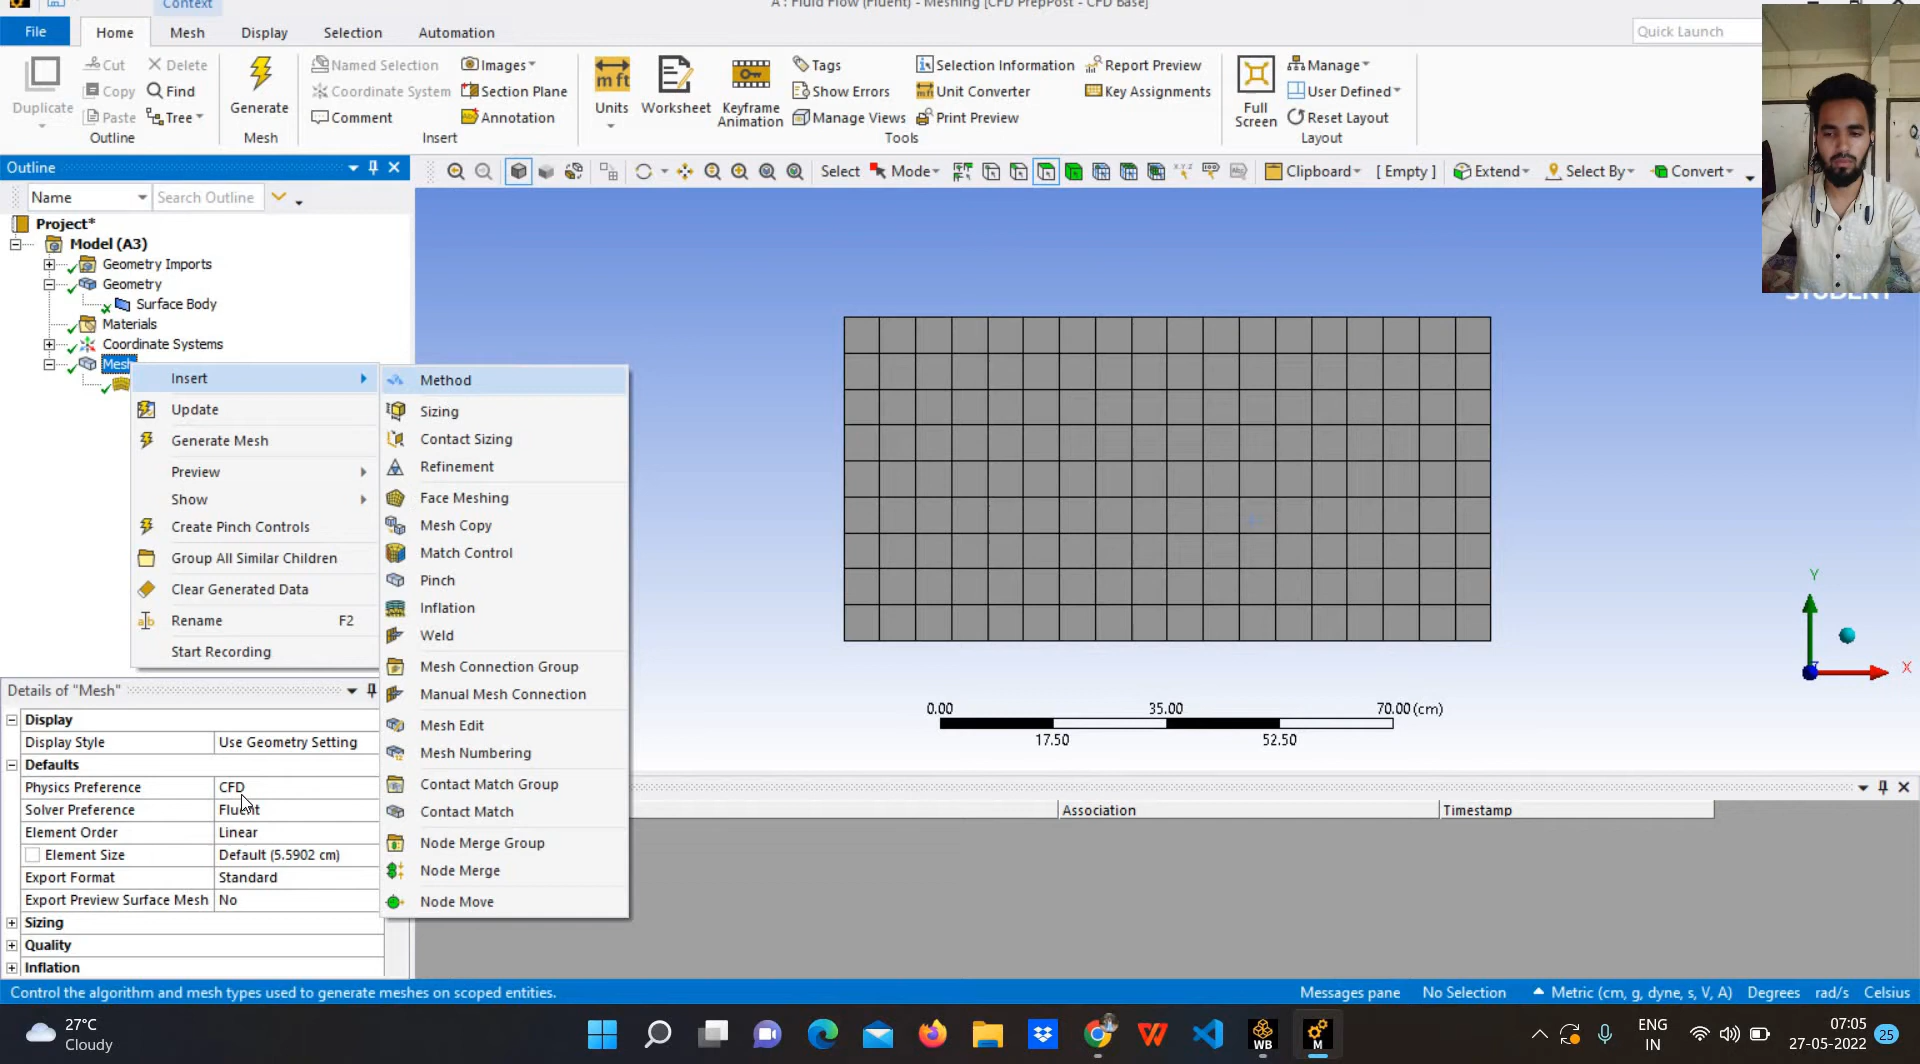 Context
A : Fluid Flow (Fluent) - Meshing [CFD PrepPost - CFD Base]
File Home Mesh Display Selection Automation Quick Launch
Duplicate
Cut
Copy
Paste
Delete
Find
Tree
Outline
Generate
Mesh
Named Selection
Coordinate System
Comment
Images
Section Plane
Annotation
Insert
mft
Units
Worksheet
Keyframe
Animation
Tags
Show Errors
Manage Views
Selection Information
Unit Converter
Print Preview
Report Preview
Key Assignments
Tools
Full
Screen
Manage
User Defined
Reset Layout
Layout
Outline
Select Mode Clipboard [ Empty ] Extend Select By Convert
Name Search Outline
Project*
Model (A3)
Geometry Imports
Geometry
Surface Body
Materials
Coordinate Systems
Mesh
Insert
Update
Generate Mesh
Preview
Show
Create Pinch Controls
Group All Similar Children
Clear Generated Data
Rename F2
Start Recording
Method
Sizing
Contact Sizing
Refinement
Face Meshing
Mesh Copy
Match Control
Pinch
Inflation
Weld
Mesh Connection Group
Manual Mesh Connection
Mesh Edit
Mesh Numbering
Contact Match Group
Contact Match
Node Merge Group
Node Merge
Node Move
STUDENT
Y
X
0.00 35.00 70.00 (cm)
17.50 52.50
Details of "Mesh"
Display
Display Style Use Geometry Setting
Defaults
Physics Preference CFD
Solver Preference Fluent
Element Order Linear
Element Size Default (5.5902 cm)
Export Format Standard
Export Preview Surface Mesh No
Sizing
Quality
Inflation
Association Timestamp
Control the algorithm and mesh types used to generate meshes on scoped entities.
Messages pane No Selection Metric (cm, g, dyne, s, V, A) Degrees rad/s Celsius
27°C
Cloudy
WB
M
ENG
IN
07:05
27-05-2022
25